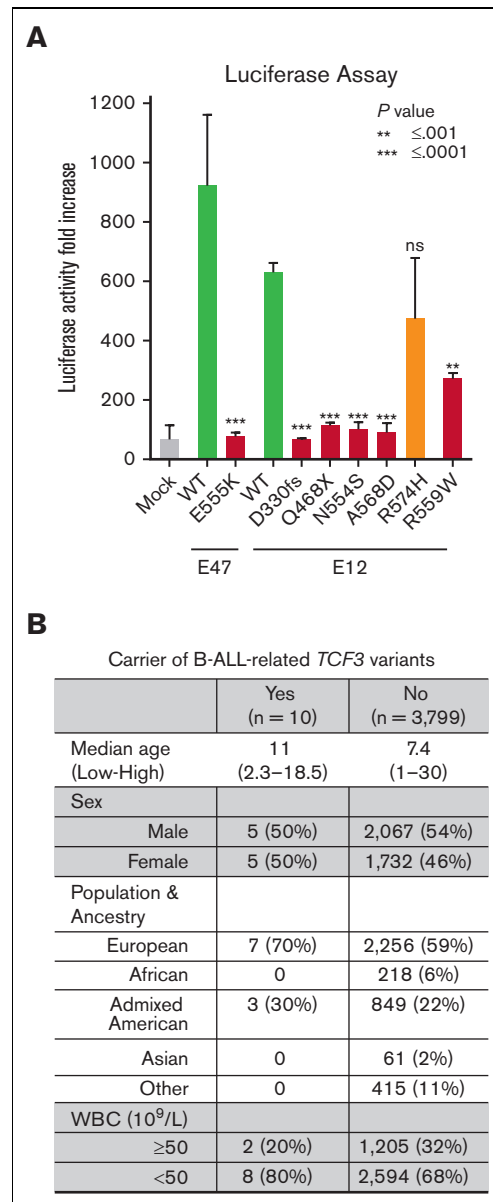 A
Luciferase Assay
P value
** ≤.001
*** ≤.0001
Luciferase activity fold increase
1200
1000
800
600
400
200
0
*** *** *** *** *** ns **
Mock WT E555K WT D330fs Q468X N554S A568D R574H R559W
E47 E12
B
Carrier of B-ALL-related TCF3 variants
Yes No
(n = 10) (n = 3,799)
Median age 11 7.4
(Low-High) (2.3–18.5) (1–30)
Sex
Male 5 (50%) 2,067 (54%)
Female 5 (50%) 1,732 (46%)
Population &
Ancestry
European 7 (70%) 2,256 (59%)
African 0 218 (6%)
Admixed 3 (30%) 849 (22%)
American
Asian 0 61 (2%)
Other 0 415 (11%)
WBC (10⁹/L)
≥50 2 (20%) 1,205 (32%)
<50 8 (80%) 2,594 (68%)